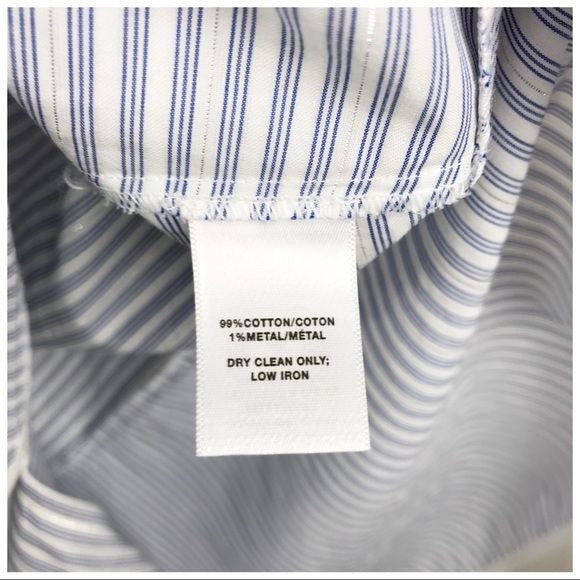 99%COTTON/COTON
1%METAL/MÉTAL
DRY CLEAN ONLY;
LOW IRON